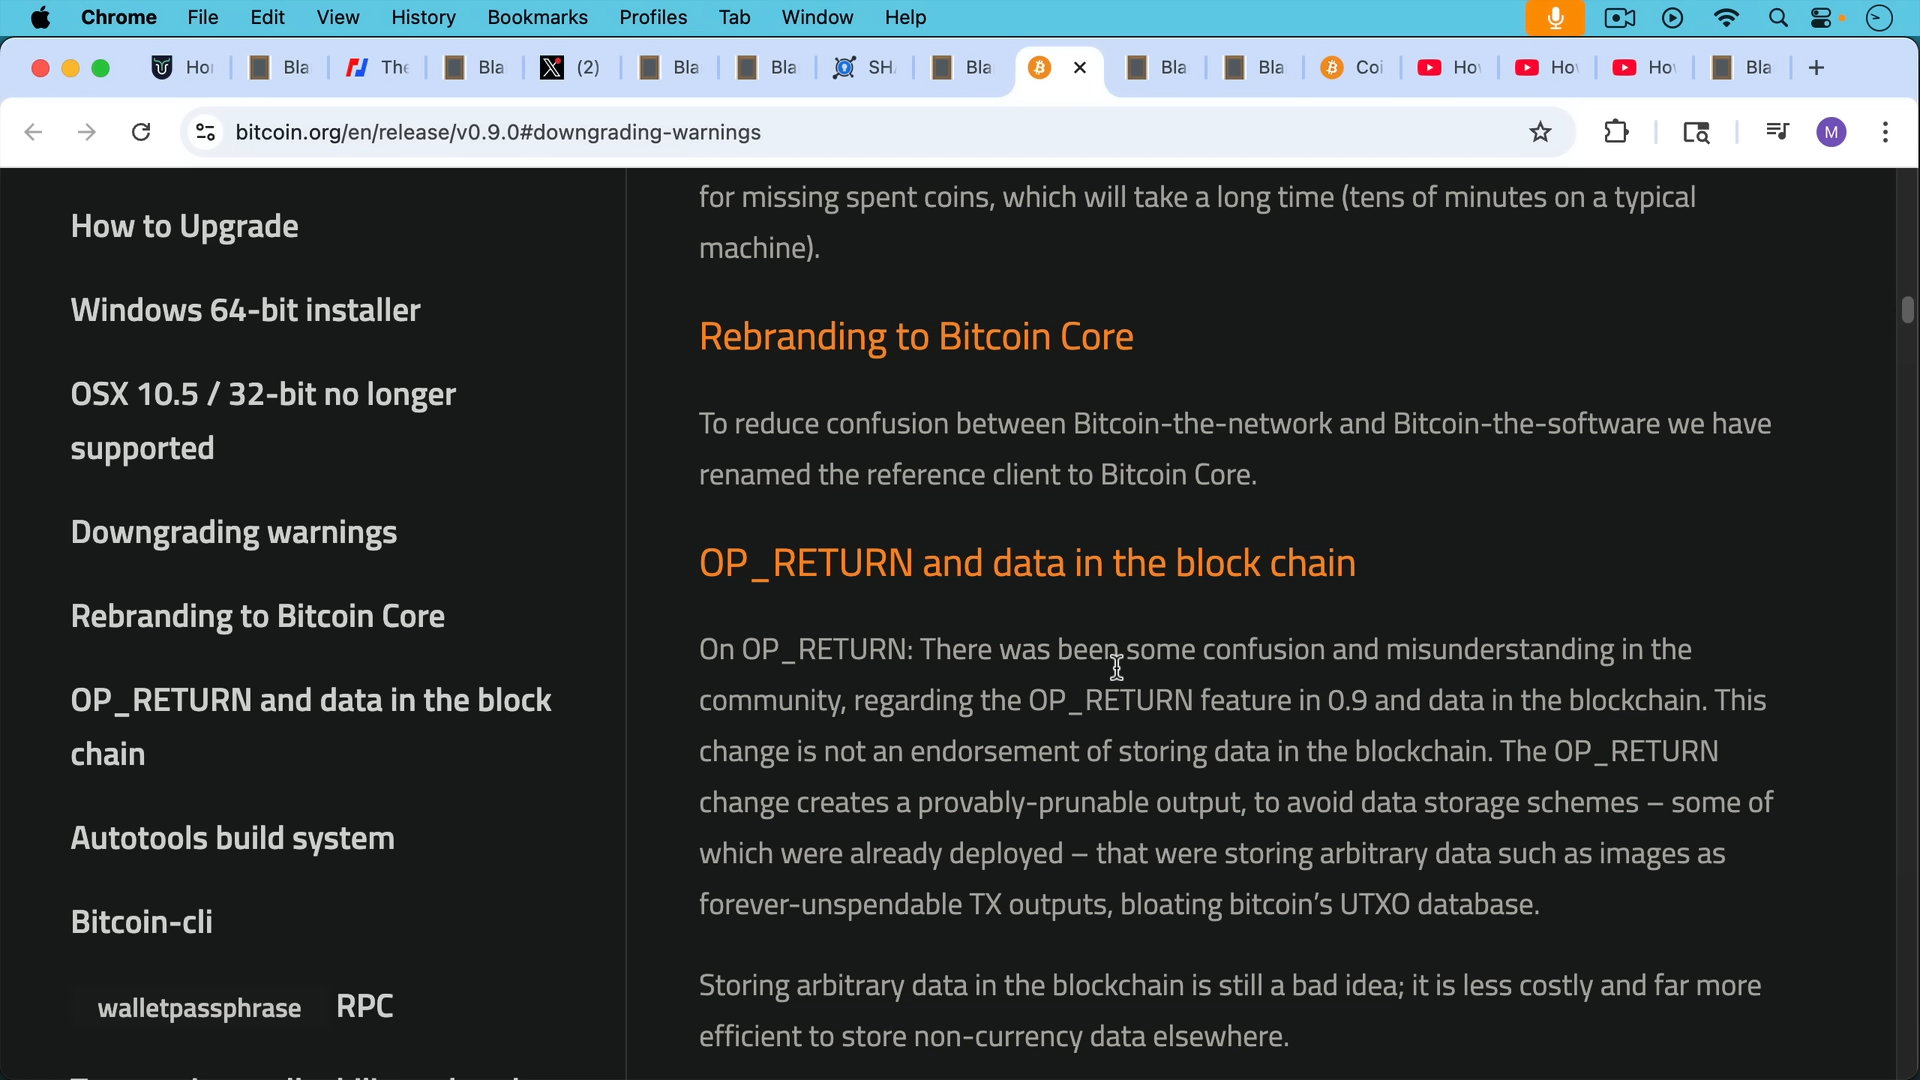 Chrome File Edit View History Bookmarks Profiles Tab Window Help
Ho Bla The Bla (2) Bla Bla SH Bla Bla Bla Coi Ho Ho Ho Bla
bitcoin.org/en/release/v0.9.0#downgrading-warnings
M
How to Upgrade
Windows 64-bit installer
OSX 10.5 / 32-bit no longer
supported
Downgrading warnings
Rebranding to Bitcoin Core
OP_RETURN and data in the block
chain
Autotools build system
Bitcoin-cli
walletpassphrase RPC
for missing spent coins, which will take a long time (tens of minutes on a typical
machine).
Rebranding to Bitcoin Core
To reduce confusion between Bitcoin-the-network and Bitcoin-the-software we have
renamed the reference client to Bitcoin Core.
OP_RETURN and data in the block chain
On OP_RETURN: There was been some confusion and misunderstanding in the
community, regarding the OP_RETURN feature in 0.9 and data in the blockchain. This
change is not an endorsement of storing data in the blockchain. The OP_RETURN
change creates a provably-prunable output, to avoid data storage schemes – some of
which were already deployed – that were storing arbitrary data such as images as
forever-unspendable TX outputs, bloating bitcoin’s UTXO database.
Storing arbitrary data in the blockchain is still a bad idea; it is less costly and far more
efficient to store non-currency data elsewhere.